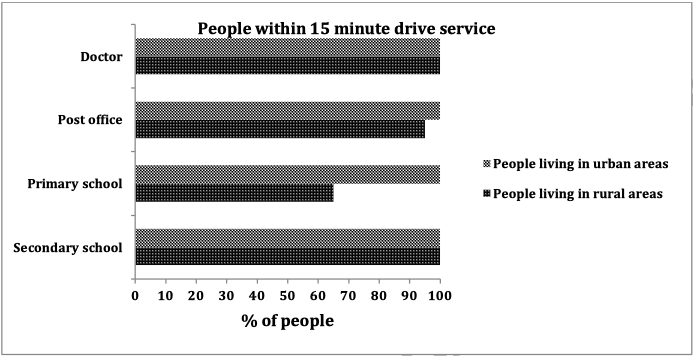 People within 15 minute drive service
Doctor
Post office
Primary school
Secondary school
People living in urban areas
People living in rural areas
0 10 20 30 40 50 60 70 80 90 100
% of people